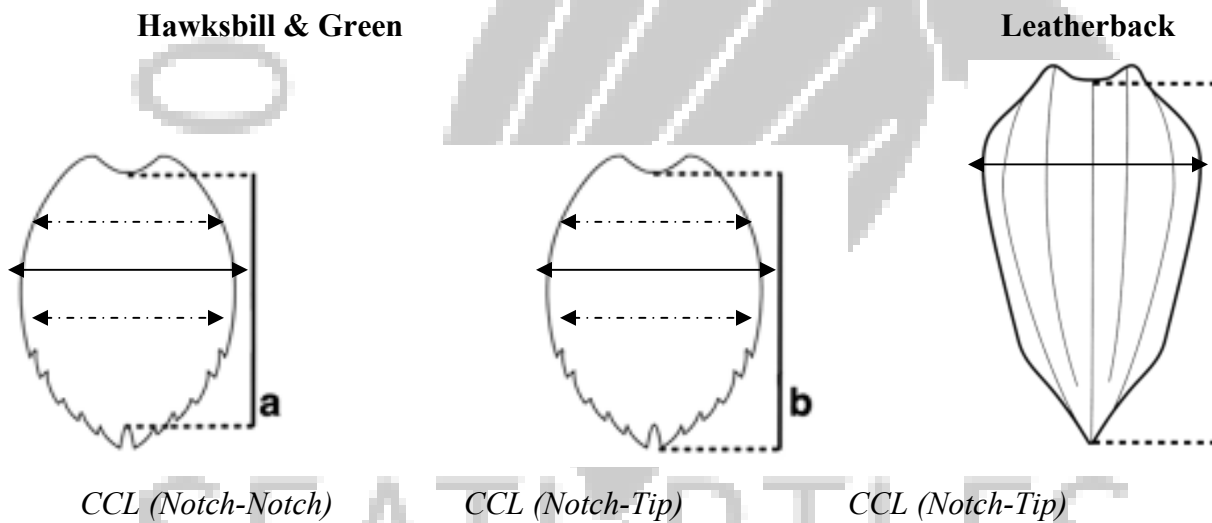 Hawksbill & Green Leatherback
a b
CCL (Notch-Notch) CCL (Notch-Tip) CCL (Notch-Tip)